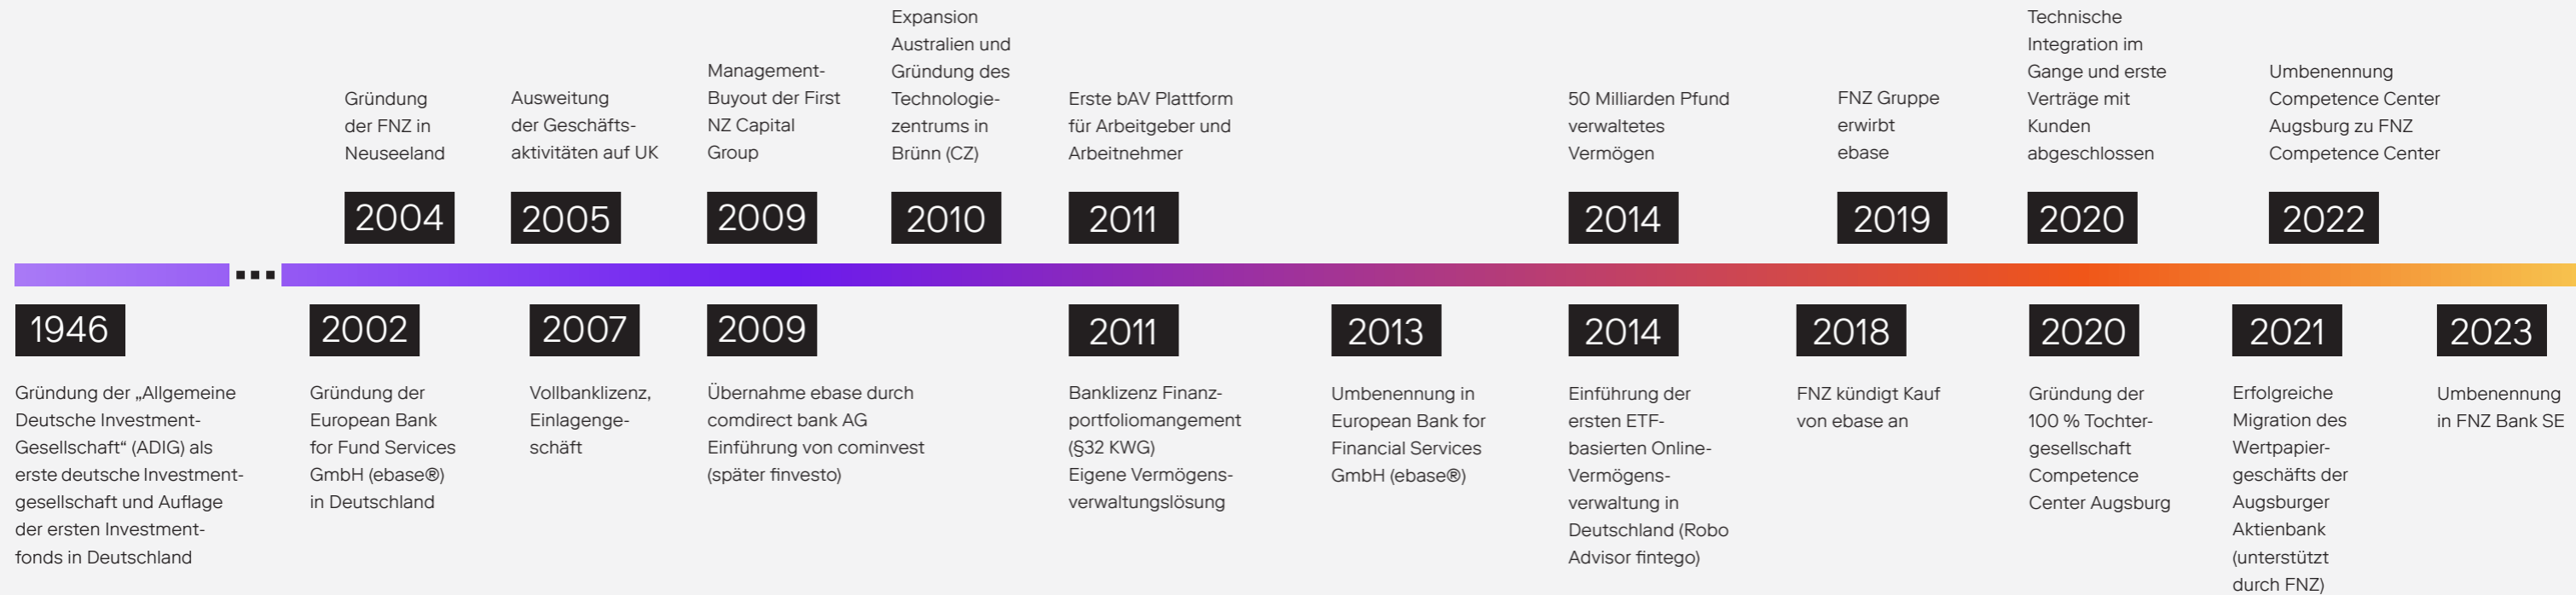 Gründung
der FNZ in
Neuseeland
2004
Ausweitung
der Geschäfts-
aktivitäten auf UK
2005
Management-
Buyout der First
NZ Capital
Group
2009
Expansion
Australien und
Gründung des
Technologie-
zentrums in
Brünn (CZ)
2010
Erste bAV Plattform
für Arbeitgeber und
Arbeitnehmer
2011
50 Milliarden Pfund
verwaltetes
Vermögen
2014
FNZ Gruppe
erwirbt
ebase
2019
Technische
Integration im
Gange und erste
Verträge mit
Kunden
abgeschlossen
2020
Umbenennung
Competence Center
Augsburg zu FNZ
Competence Center
2022
1946
Gründung der „Allgemeine
Deutsche Investment-
Gesellschaft“ (ADIG) als
erste deutsche Investment-
gesellschaft und Auflage
der ersten Investment-
fonds in Deutschland
2002
Gründung der
European Bank
for Fund Services
GmbH (ebase®)
in Deutschland
2007
Vollbanklizenz,
Einlagenge-
schäft
2009
Übernahme ebase durch
comdirect bank AG
Einführung von cominvest
(später finvesto)
2011
Banklizenz Finanz-
portfoliomangement
(§32 KWG)
Eigene Vermögens-
verwaltungslösung
2013
Umbenennung in
European Bank for
Financial Services
GmbH (ebase®)
2014
Einführung der
ersten ETF-
basierten Online-
Vermögens-
verwaltung in
Deutschland (Robo
Advisor fintego)
2018
FNZ kündigt Kauf
von ebase an
2020
Gründung der
100 % Tochter-
gesellschaft
Competence
Center Augsburg
2021
Erfolgreiche
Migration des
Wertpapier-
geschäfts der
Augsburger
Aktienbank
(unterstützt
durch FNZ)
2023
Umbenennung
in FNZ Bank SE